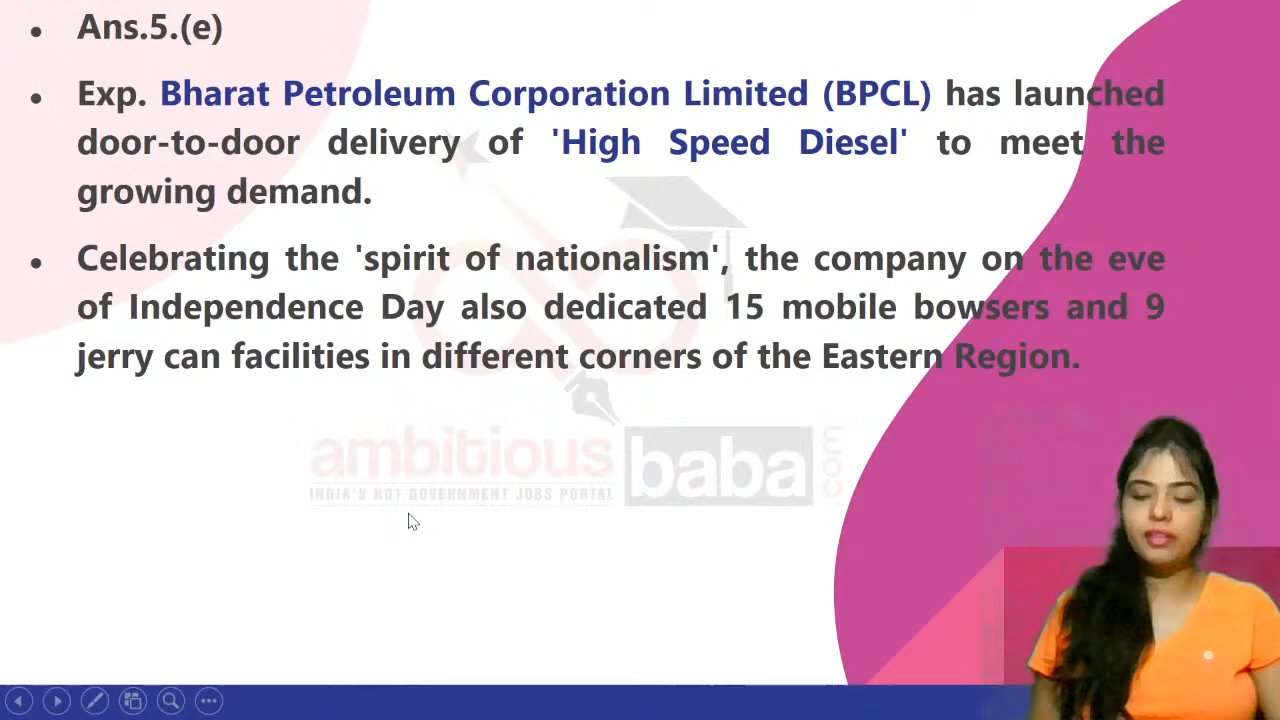 Ans.5.(e)
Exp. Bharat Petroleum Corporation Limited (BPCL) has launched
door-to-door delivery of 'High Speed Diesel' to meet the
growing demand.
Celebrating the 'spirit of nationalism', the company on the eve
of Independence Day also dedicated 15 mobile bowsers and 9
jerry can facilities in different corners of the Eastern Region.
ambitious baba .com
INDIA'S NO1 GOVERNMENT JOBS PORTAL